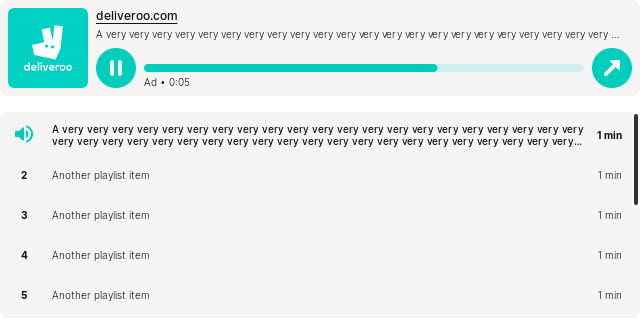 deliveroo.com
A very very very very very very very very very very very very very very very very very very very very very very ...
deliveroo
Ad • 0:05
A very very very very very very very very very very very very very very very very very very very very very
very very very very very very very very very very very very very very very very very very very very very...
1 min
2 Another playlist item 1 min
3 Another playlist item 1 min
4 Another playlist item 1 min
5 Another playlist item 1 min